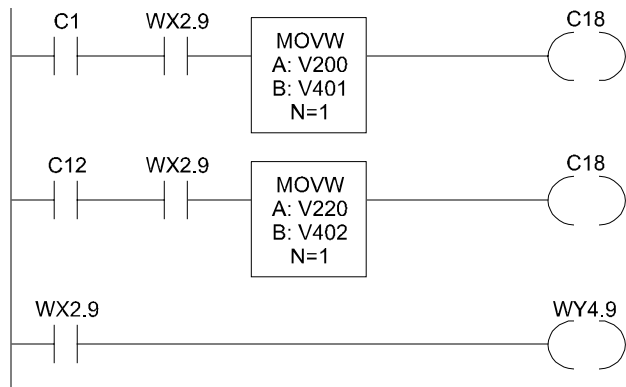 C1 WX2.9 C18
MOVW
A: V200
B: V401
N=1
C12 WX2.9 C18
MOVW
A: V220
B: V402
N=1
WX2.9 WY4.9